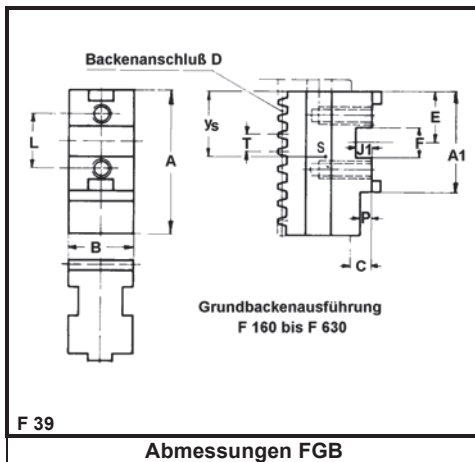 Backenanschluß D
ys
L
T
A
S
J1
F
E
A1
B
P
C
Grundbackenausführung
F 160 bis F 630
F 39
Abmessungen FGB